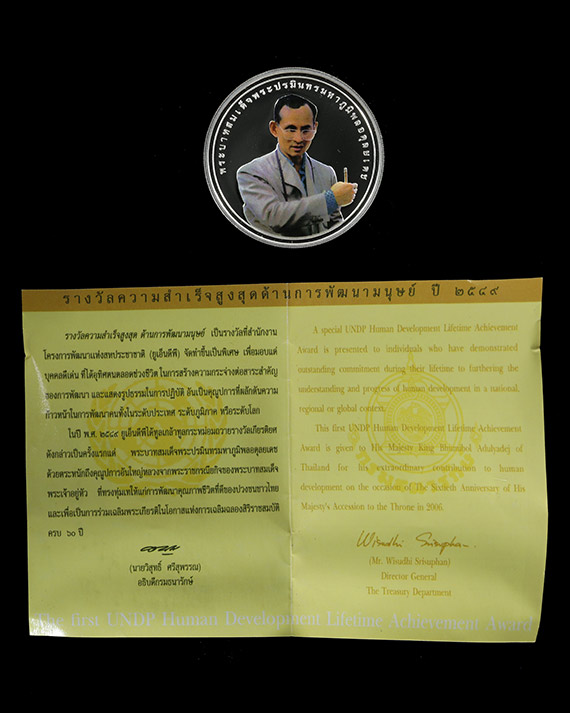 พระบาทสมเด็จพระปรมินทรมหาภูมิพลอดุลยเดช
รางวัลความสำเร็จสูงสุดด้านการพัฒนามนุษย์ ปี ๒๕๔๙
รางวัลความสำเร็จสูงสุด ด้านการพัฒนามนุษย์ เป็นรางวัลที่สำนักงาน
โครงการพัฒนาแห่งสหประชาชาติ (ยูเอ็นดีพี) จัดทำขึ้นเป็นพิเศษ เพื่อมอบแด่
บุคคลดีเด่น ที่ได้อุทิศตนตลอดช่วงชีวิต ในการสร้างความกระจ่างต่อสาระสำคัญ
ของการพัฒนา และแสดงรูปธรรมในการปฏิบัติ อันเป็นคุณูปการที่ผลักดันความ
ก้าวหน้าในการพัฒนาคนทั้งในระดับประเทศ ระดับภูมิภาค หรือระดับโลก
ในปี พ.ศ. ๒๕๔๙ ยูเอ็นดีพีได้ทูลเกล้าทูลกระหม่อมถวายรางวัลเกียรติยศ
ดังกล่าวเป็นครั้งแรกแด่ พระบาทสมเด็จพระปรมินทรมหาภูมิพลอดุลยเดช
ด้วยตระหนักถึงคุณูปการอันใหญ่หลวงจากพระราชกรณียกิจของพระบาทสมเด็จ
พระเจ้าอยู่หัว ที่ทรงทุ่มเทให้แก่การพัฒนาคุณภาพชีวิตที่ดีของปวงชนชาวไทย
และเพื่อเป็นการร่วมเฉลิมพระเกียรติในโอกาสแห่งการเฉลิมฉลองสิริราชสมบัติ
ครบ ๖๐ ปี
(นายวิสุทธิ์ ศรีสุพรรณ)
อธิบดีกรมธนารักษ์
A special UNDP Human Development Lifetime Achievement
Award is presented to individuals who have demonstrated
outstanding commitment during their lifetime to furthering the
understanding and progress of human development in a national,
regional or global context.
This first UNDP Human Development Lifetime Achievement
Award is given to His Majesty King Bhumibol Adulyadej of
Thailand for his extraordinary contribution to human
development on the occasion of The Sixtieth Anniversary of His
Majesty's Accession to the Throne in 2006.
Wisudhi Srisuphan.
(Mr. Wisudhi Srisuphan)
Director General
The Treasury Department
The first UNDP Human Development Lifetime Achievement Award